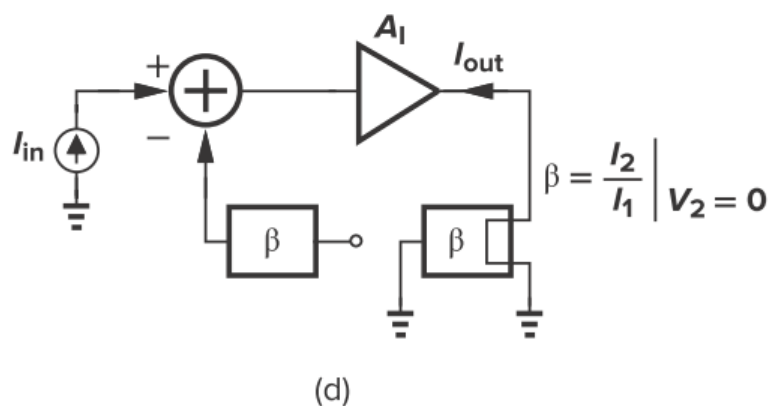 A_I
I_out
+
−
I_in
β
β
β = I_2 / I_1 | V_2 = 0
(d)